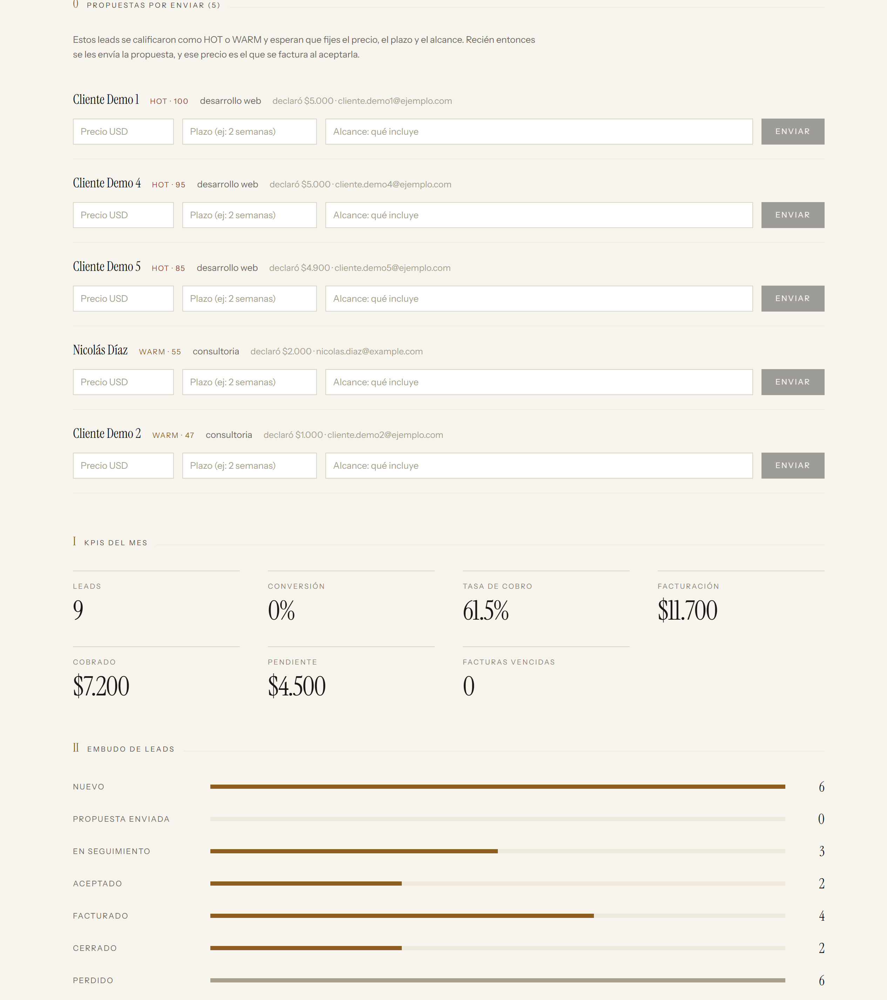 0 PROPUESTAS POR ENVIAR (5)
Estos leads se calificaron como HOT o WARM y esperan que fijes el precio, el plazo y el alcance. Recién entonces
se les envía la propuesta, y ese precio es el que se factura al aceptarla.
Cliente Demo 1 HOT · 100 desarrollo web declaró $5.000 · cliente.demo1@ejemplo.com
Precio USD Plazo (ej: 2 semanas) Alcance: qué incluye ENVIAR
Cliente Demo 4 HOT · 95 desarrollo web declaró $5.000 · cliente.demo4@ejemplo.com
Precio USD Plazo (ej: 2 semanas) Alcance: qué incluye ENVIAR
Cliente Demo 5 HOT · 85 desarrollo web declaró $4.900 · cliente.demo5@ejemplo.com
Precio USD Plazo (ej: 2 semanas) Alcance: qué incluye ENVIAR
Nicolás Díaz WARM · 55 consultoria declaró $2.000 · nicolas.diaz@example.com
Precio USD Plazo (ej: 2 semanas) Alcance: qué incluye ENVIAR
Cliente Demo 2 WARM · 47 consultoria declaró $1.000 · cliente.demo2@ejemplo.com
Precio USD Plazo (ej: 2 semanas) Alcance: qué incluye ENVIAR
I KPIS DEL MES
LEADS CONVERSIÓN TASA DE COBRO FACTURACIÓN
9 0% 61.5% $11.700
COBRADO PENDIENTE FACTURAS VENCIDAS
$7.200 $4.500 0
II EMBUDO DE LEADS
NUEVO 6
PROPUESTA ENVIADA 0
EN SEGUIMIENTO 3
ACEPTADO 2
FACTURADO 4
CERRADO 2
PERDIDO 6